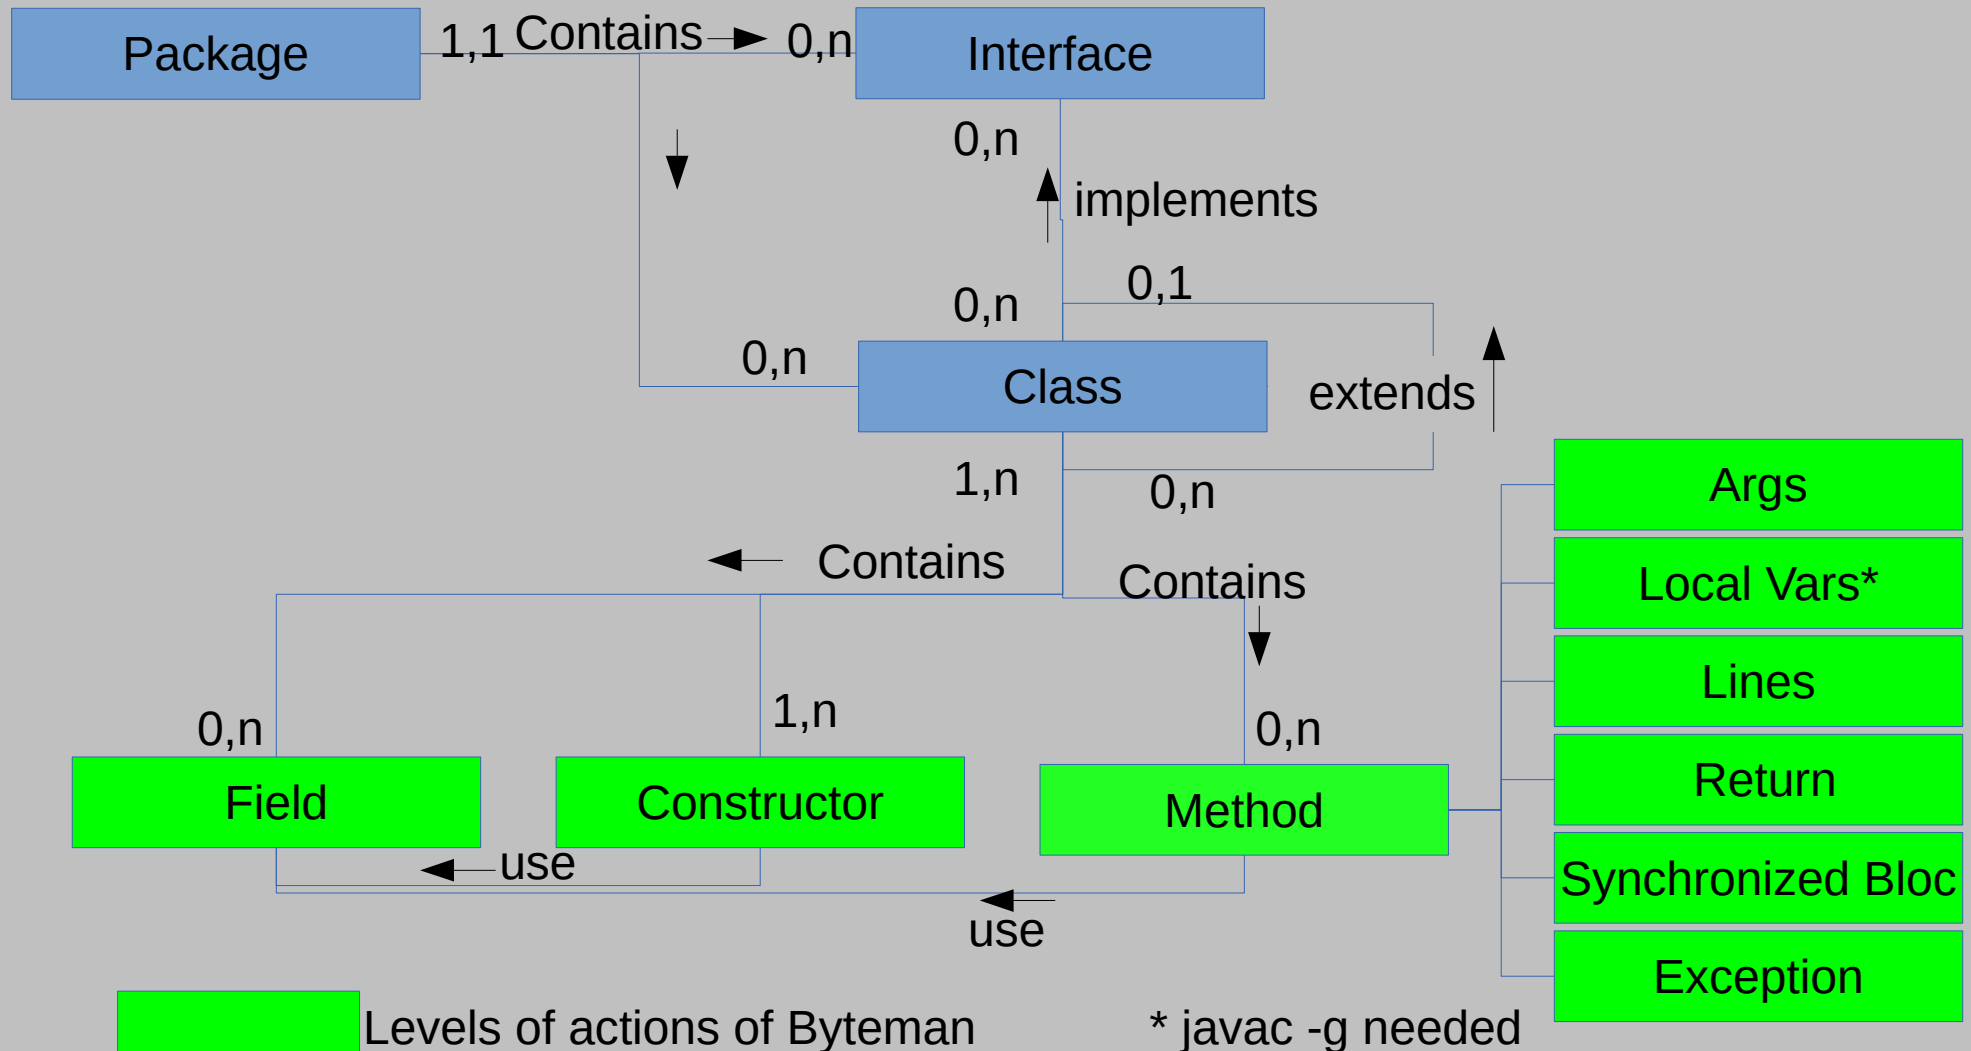 Package
1,1
Contains
0,n
Interface
0,n
implements
0,1
0,n
0,n
Class
extends
1,n
0,n
Contains
Contains
Args
Local Vars*
Lines
Return
Synchronized Bloc
Exception
0,n
1,n
0,n
Field
Constructor
Method
use
use
Levels of actions of Byteman
* javac -g needed